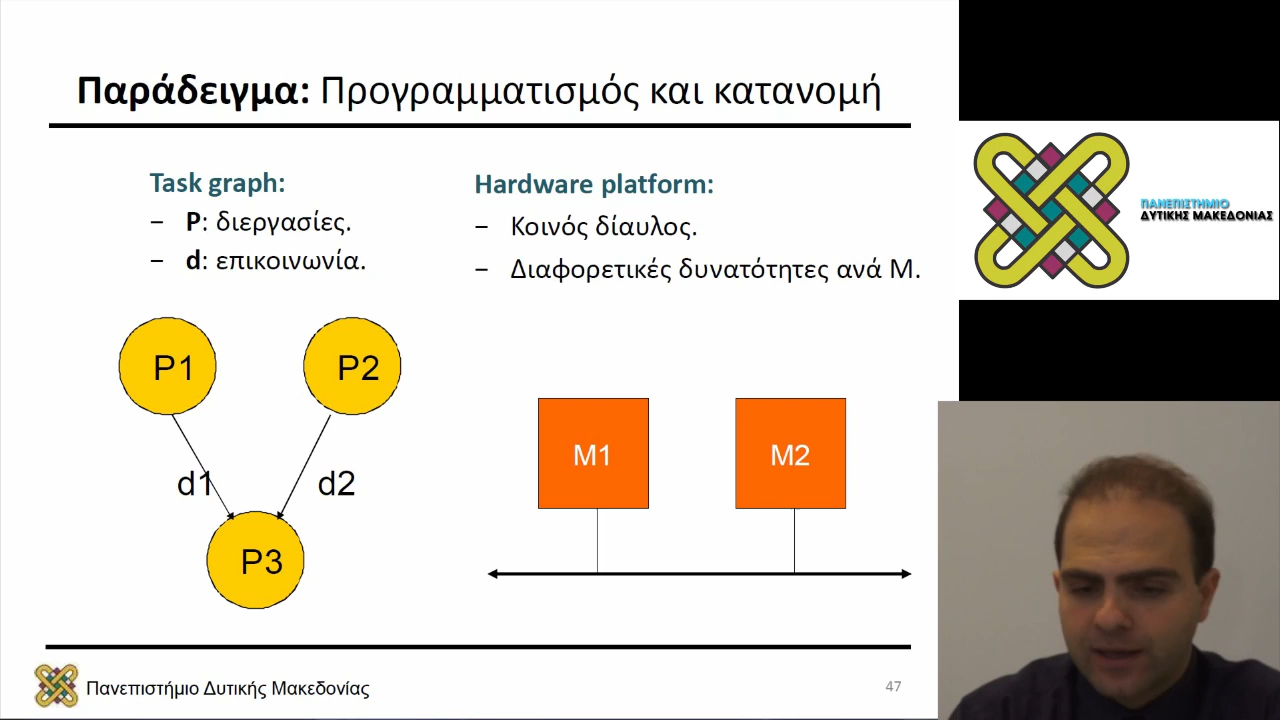 Παράδειγμα: Προγραμματισμός και κατανομή
Task graph:
– P: διεργασίες.
– d: επικοινωνία.
Hardware platform:
– Κοινός δίαυλος.
– Διαφορετικές δυνατότητες ανά Μ.
P1
P2
d1
d2
P3
M1
M2
Πανεπιστήμιο Δυτικής Μακεδονίας
47
ΠΑΝΕΠΙΣΤΗΜΙΟ
ΔΥΤΙΚΗΣ ΜΑΚΕΔΟΝΙΑΣ